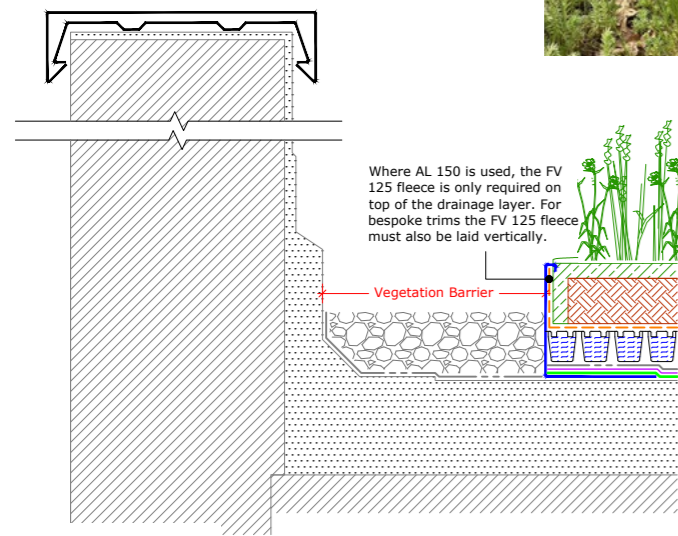 Where AL 150 is used, the FV
125 fleece is only required on
top of the drainage layer. For
bespoke trims the FV 125 fleece
must also be laid vertically.
Vegetation Barrier